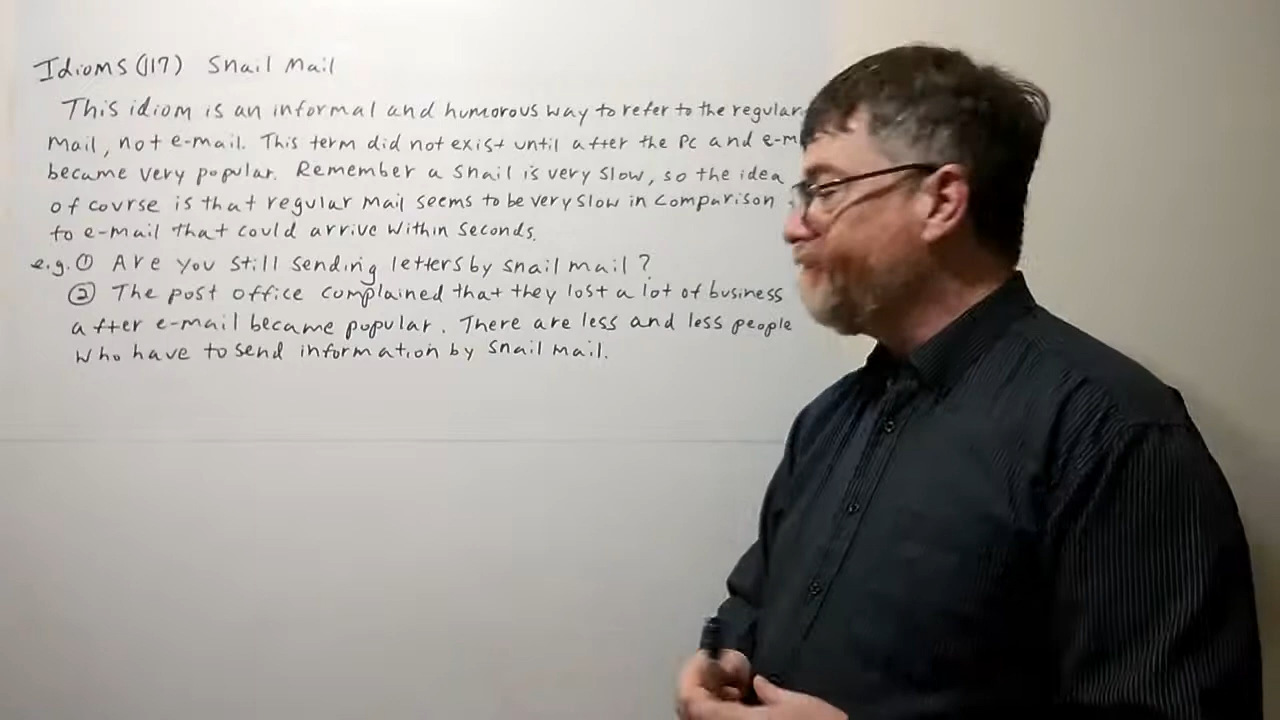 Idioms (117) Snail Mail
This idiom is an informal and humorous way to refer to the regular
mail, not e-mail. This term did not exist until after the PC and e-m
became very popular. Remember a snail is very slow, so the idea
of course is that regular mail seems to be very slow in comparison
to e-mail that could arrive within seconds.
e.g. ① Are you still sending letters by snail mail?
② The post office complained that they lost a lot of business
after e-mail became popular. There are less and less people
who have to send information by snail mail.